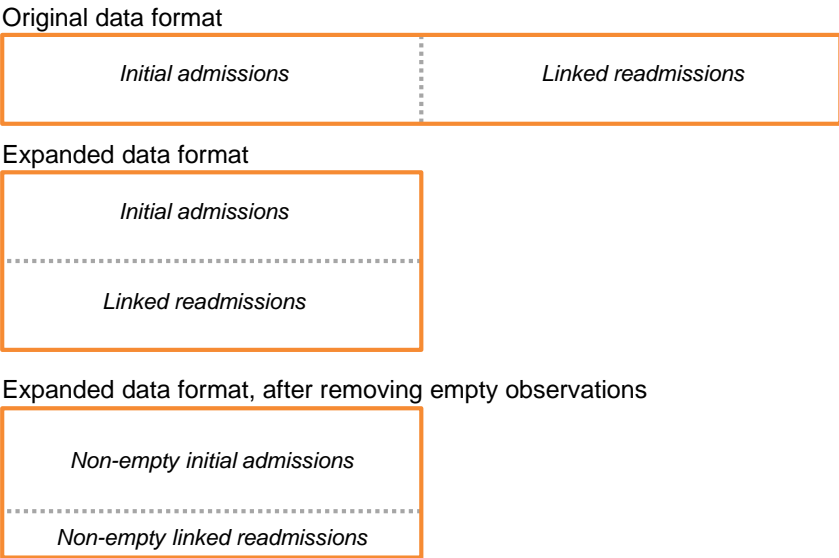 Original data format
Initial admissions
Linked readmissions
Expanded data format
Initial admissions
Linked readmissions
Expanded data format, after removing empty observations
Non-empty initial admissions
Non-empty linked readmissions